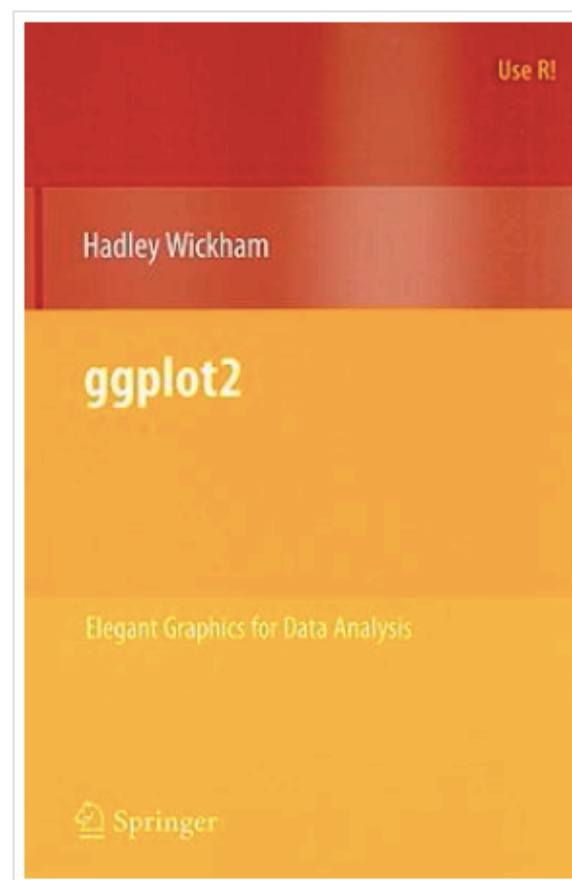 Use R!
Hadley Wickham
ggplot2
Elegant Graphics for Data Analysis
Springer